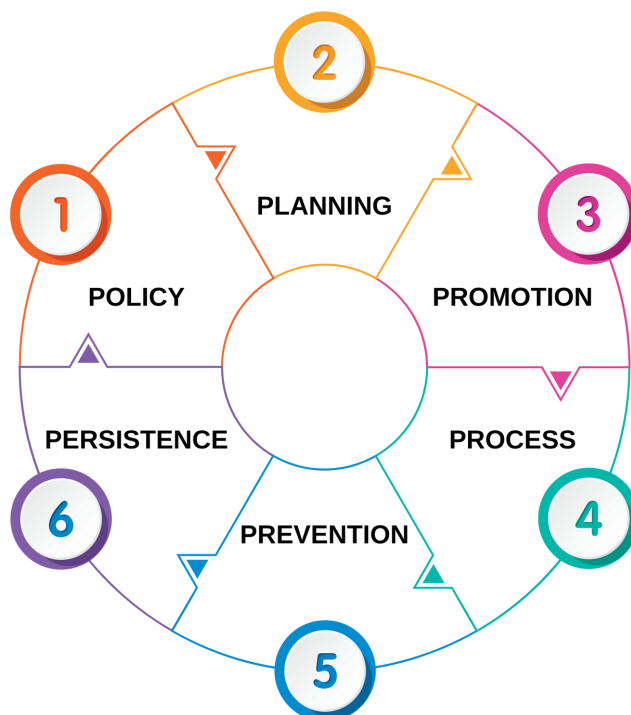 2
PLANNING
1
3
POLICY
PROMOTION
PERSISTENCE
PROCESS
6
4
PREVENTION
5